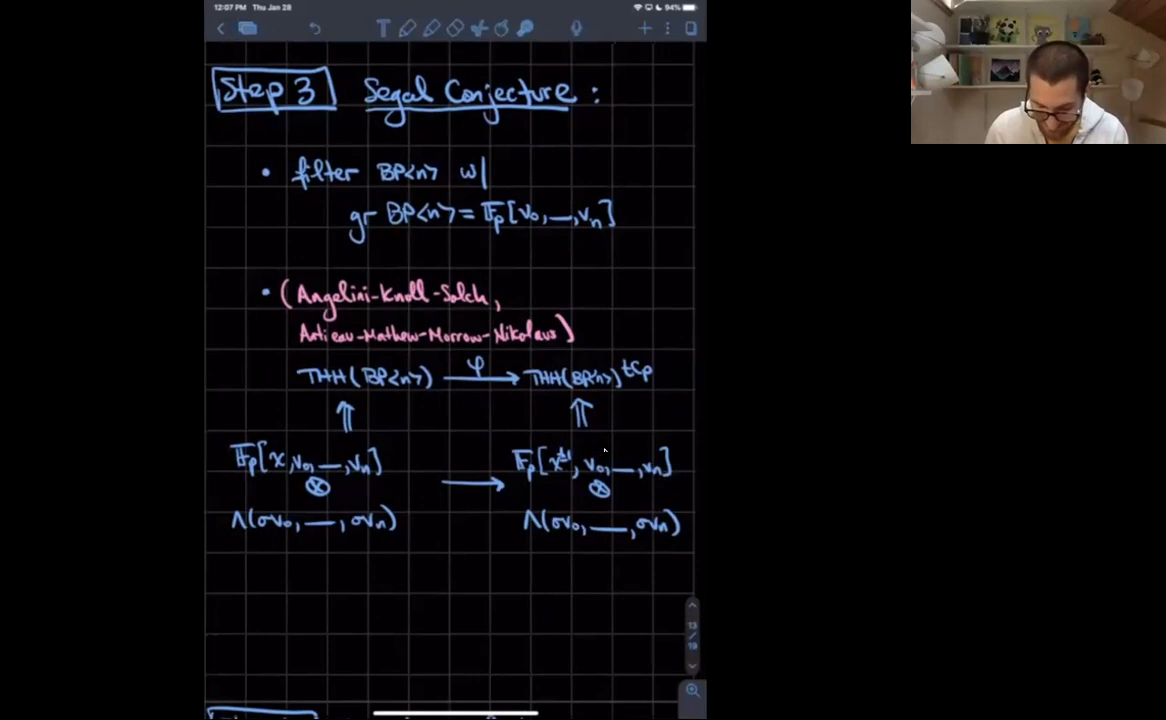 12:07 PM Thu Jan 28
94%
Step 3 Segal Conjecture :
• filter BP<n> w/
gr BP<n> = 𝔽p[v₀, —, vₙ]
• (Angelini-Knoll-Salch,
Antieau-Mathew-Morrow-Nikolaus)
φ
THH(BP<n>) ⟶ THH(BP<n>)^tCp
⇑ ⇑
𝔽p[x, v₀, —, vₙ] ⟶ 𝔽p[x^±1, v₀, —, vₙ]
⊗ ⊗
Λ(σv₀, —, σvₙ) Λ(σv₀, —, σvₙ)
13
/
19